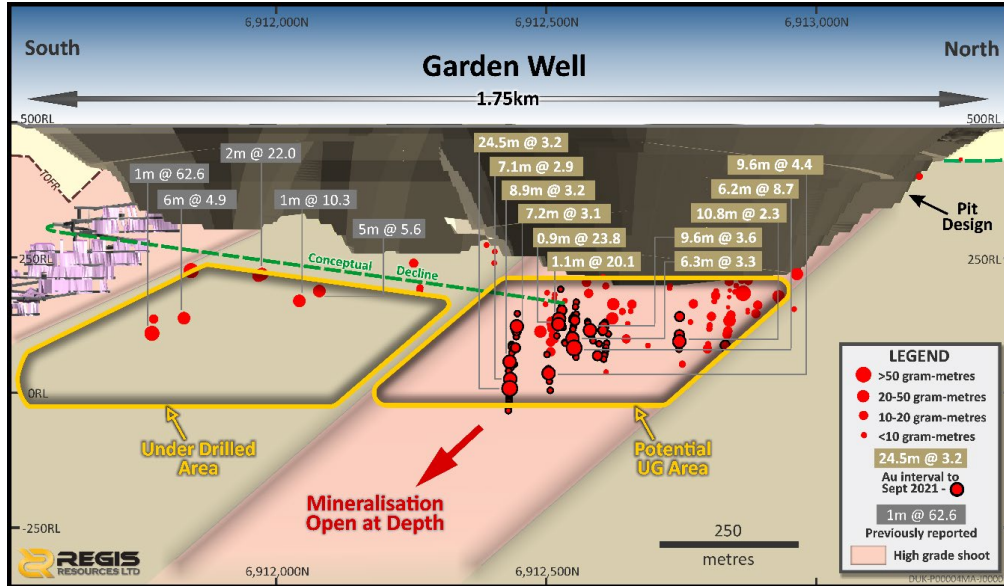 6,912,000N
6,912,500N
6,913,000N
South
North
Garden Well
1.75km
500RL
500RL
TOFR
24.5m @ 3.2
7.1m @ 2.9
8.9m @ 3.2
7.2m @ 3.1
0.9m @ 23.8
1.1m @ 20.1
9.6m @ 4.4
6.2m @ 8.7
10.8m @ 2.3
9.6m @ 3.6
6.3m @ 3.3
2m @ 22.0
1m @ 62.6
6m @ 4.9
1m @ 10.3
5m @ 5.6
Pit
Design
250RL
250RL
Conceptual Decline
0RL
Under Drilled
Area
Potential
UG Area
Mineralisation
Open at Depth
-250RL
250
metres
REGIS
RESOURCES LTD
6,912,000N
6,912,500N
LEGEND
>50 gram-metres
20-50 gram-metres
10-20 gram-metres
<10 gram-metres
24.5m @ 3.2
Au interval to
Sept 2021 -
1m @ 62.6
Previously reported
High grade shoot